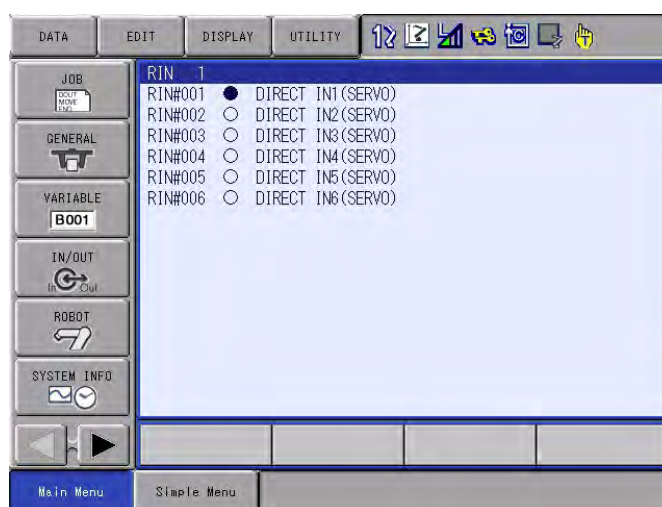 DATA EDIT DISPLAY UTILITY
JOB
DOUT
MOVE
END
GENERAL
VARIABLE
B001
IN/OUT
In Out
ROBOT
SYSTEM INFO
RIN 1
RIN#001 ● DIRECT IN1(SERVO)
RIN#002 ○ DIRECT IN2(SERVO)
RIN#003 ○ DIRECT IN3(SERVO)
RIN#004 ○ DIRECT IN4(SERVO)
RIN#005 ○ DIRECT IN5(SERVO)
RIN#006 ○ DIRECT IN6(SERVO)
Main Menu Simple Menu